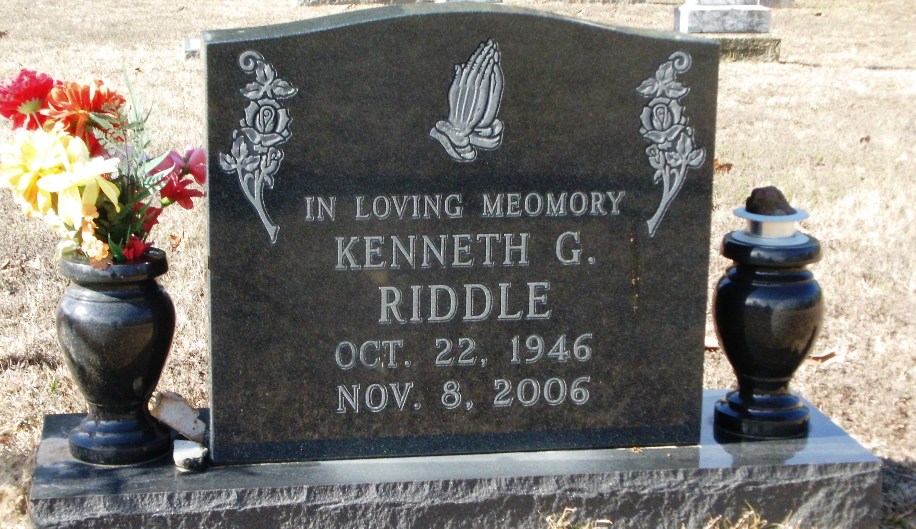 IN LOVING MEOMORY
KENNETH G.
RIDDLE
OCT. 22, 1946
NOV. 8, 2006